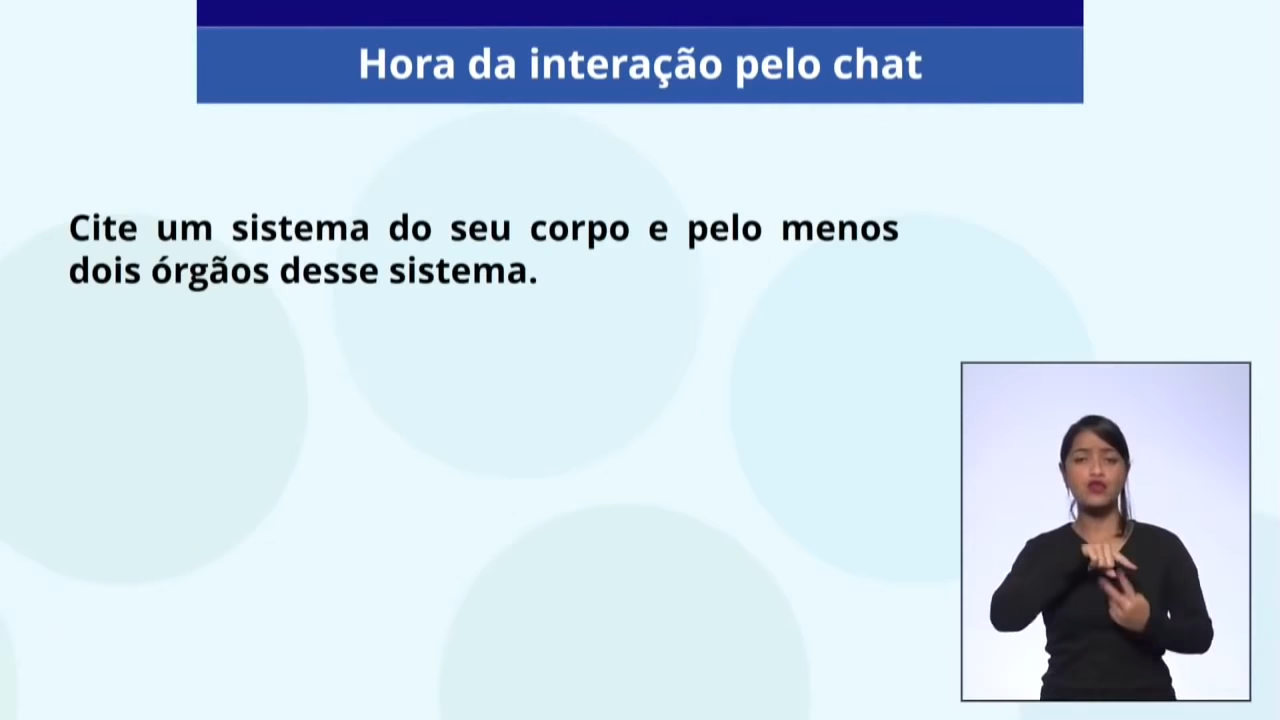 Hora da interação pelo chat
Cite um sistema do seu corpo e pelo menos
dois órgãos desse sistema.